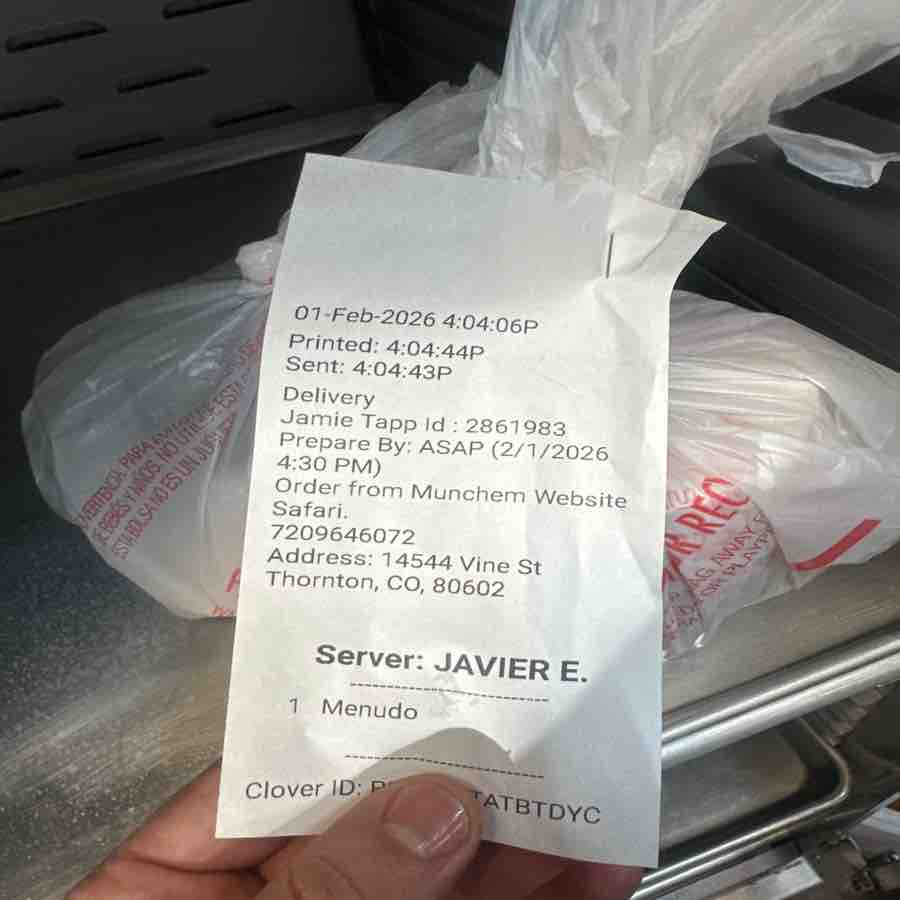 01-Feb-2026 4:04:06P
Printed: 4:04:44P
Sent: 4:04:43P
Delivery
Jamie Tapp Id : 2861983
Prepare By: ASAP (2/1/2026
4:30 PM)
Order from Munchem Website
Safari.
7209646072
Address: 14544 Vine St
Thornton, CO, 80602
Server: JAVIER E.
1 Menudo
Clover ID: TATBTDYC